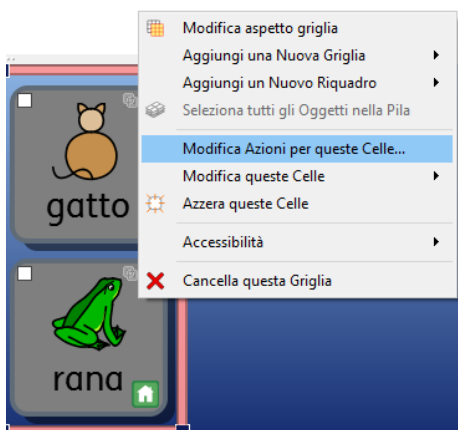 Modifica aspetto griglia
Aggiungi una Nuova Griglia
Aggiungi un Nuovo Riquadro
Seleziona tutti gli Oggetti nella Pila
Modifica Azioni per queste Celle...
Modifica queste Celle
Azzera queste Celle
Accessibilità
Cancella questa Griglia
gatto
rana